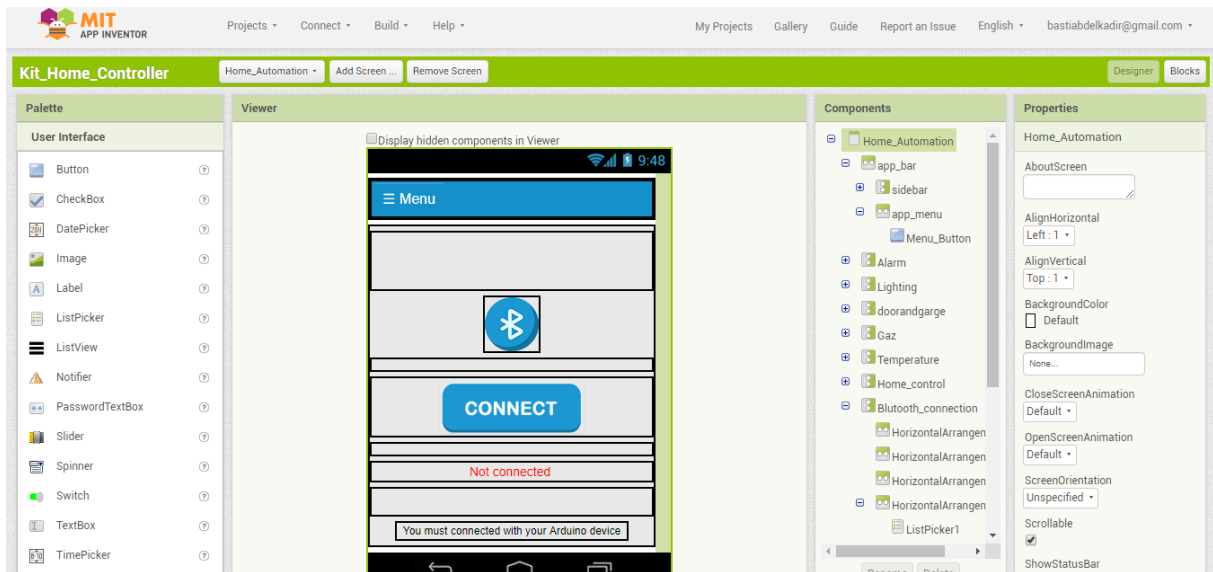 MIT
APP INVENTOR
Projects Connect Build Help
My Projects Gallery Guide Report an Issue English bastiabdelkadir@gmail.com
Kit_Home_Controller
Home_Automation Add Screen ... Remove Screen
Designer Blocks
Palette
User Interface
Button
CheckBox
DatePicker
Image
Label
ListPicker
ListView
Notifier
PasswordTextBox
Slider
Spinner
Switch
TextBox
TimePicker
Viewer
Display hidden components in Viewer
9:48
☰ Menu
CONNECT
Not connected
You must connected with your Arduino device
Components
Home_Automation
app_bar
sidebar
app_menu
Menu_Button
Alarm
Lighting
doorandgarge
Gaz
Temperature
Home_control
Blutooth_connection
HorizontalArrangen
HorizontalArrangen
HorizontalArrangen
HorizontalArrangen
ListPicker1
Rename Delete
Properties
Home_Automation
AboutScreen
AlignHorizontal
Left : 1
AlignVertical
Top : 1
BackgroundColor
Default
BackgroundImage
None...
CloseScreenAnimation
Default
OpenScreenAnimation
Default
ScreenOrientation
Unspecified
Scrollable
ShowStatusBar